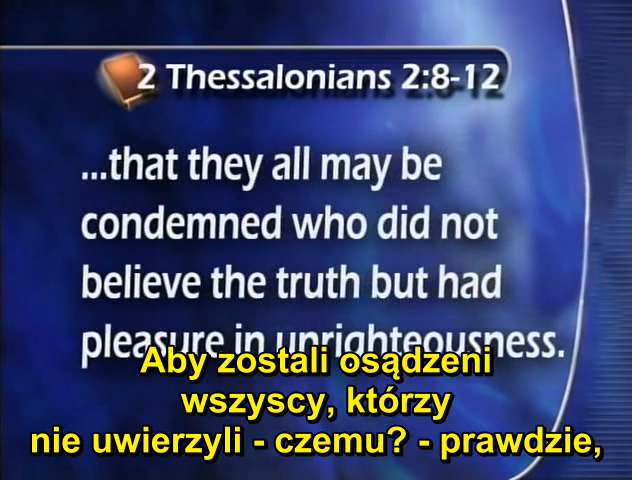 2 Thessalonians 2:8-12
...that they all may be
condemned who did not
believe the truth but had
pleasure in unrighteousness.
Aby zostali osądzeni
wszyscy, którzy
nie uwierzyli - czemu? - prawdzie,